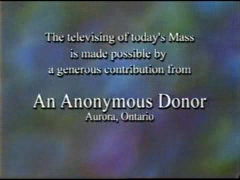 The televising of today's Mass
is made possible by
a generous contribution from
An Anonymous Donor
Aurora, Ontario